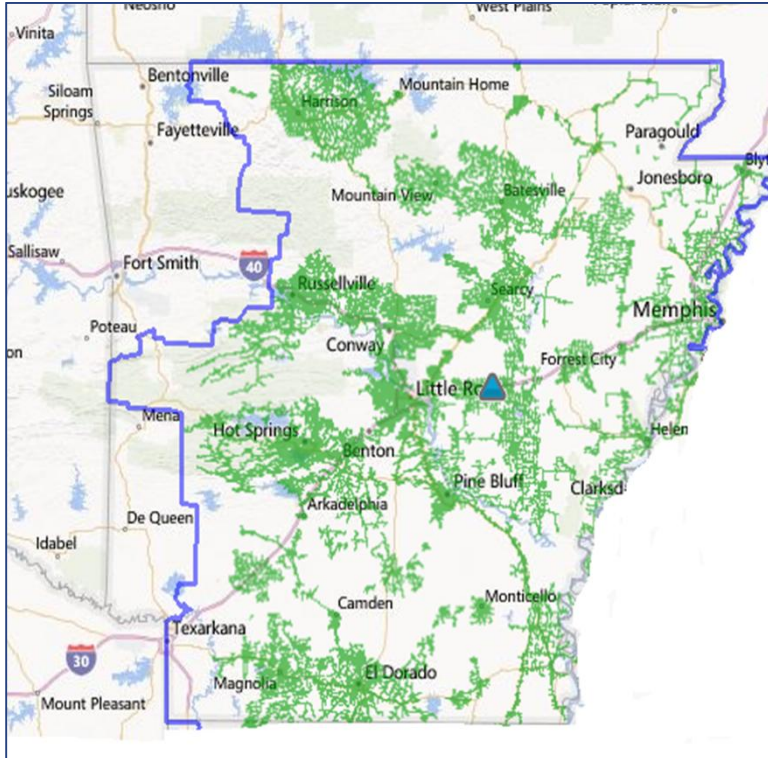 Neosho
West Plains
Vinita
Bentonville
Siloam
Springs
Mountain Home
Harrison
Fayetteville
Paragould
Jonesboro
uskogee
Mountain View
Batesville
Sallisaw
Fort Smith
40
Russellville
Searcy
Memphis
Poteau
on
Conway
Forrest City
Little Ro
Mena
Hot Springs
Helen
Benton
Pine Bluff
Clarksd
Arkadelphia
De Queen
Idabel
Camden
Monticello
Texarkana
30
El Dorado
Magnolia
Mount Pleasant